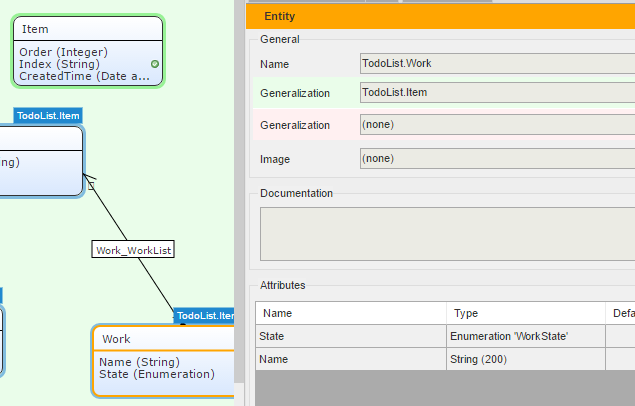 Item
Order (Integer)
Index (String)
CreatedTime (Date a...
TodoList.Item
ng)
Work_WorkList
TodoList.Iter
Work
Name (String)
State (Enumeration)
Entity
General
Name
TodoList.Work
Generalization
TodoList.Item
Generalization
(none)
Image
(none)
Documentation
Attributes
Name Type Defa
State Enumeration 'WorkState'
Name String (200)